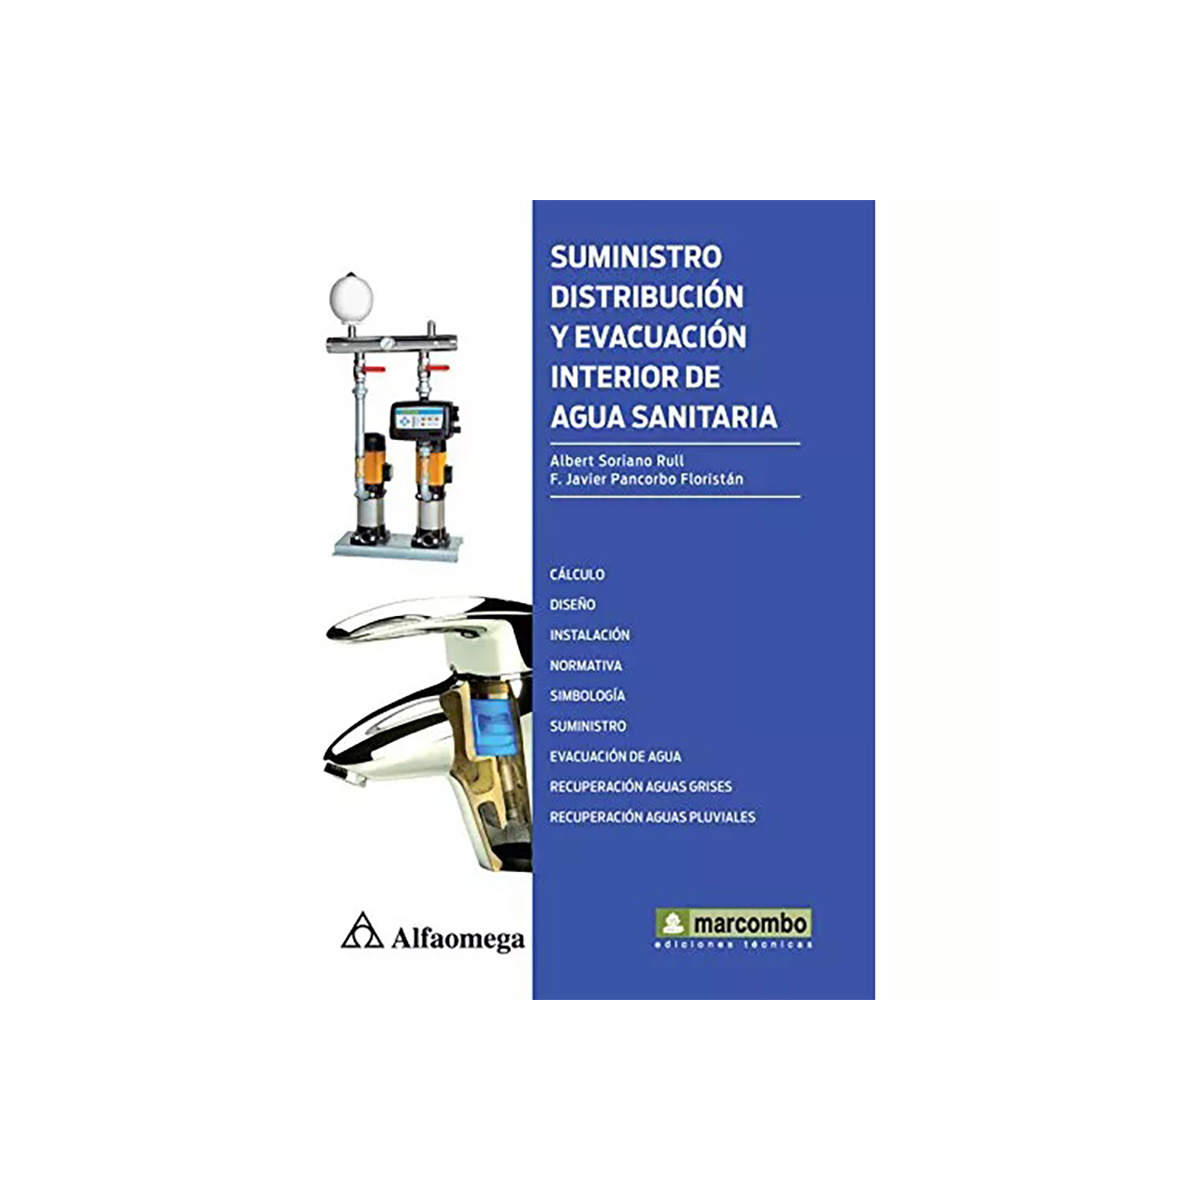 SUMINISTRO
DISTRIBUCIÓN
Y EVACUACIÓN
INTERIOR DE
AGUA SANITARIA
Albert Soriano Rull
F. Javier Pancorbo Floristán
CÁLCULO
DISEÑO
INSTALACIÓN
NORMATIVA
SIMBOLOGÍA
SUMINISTRO
EVACUACIÓN DE AGUA
RECUPERACIÓN AGUAS GRISES
RECUPERACIÓN AGUAS PLUVIALES
Alfaomega
marcombo
ediciones técnicas